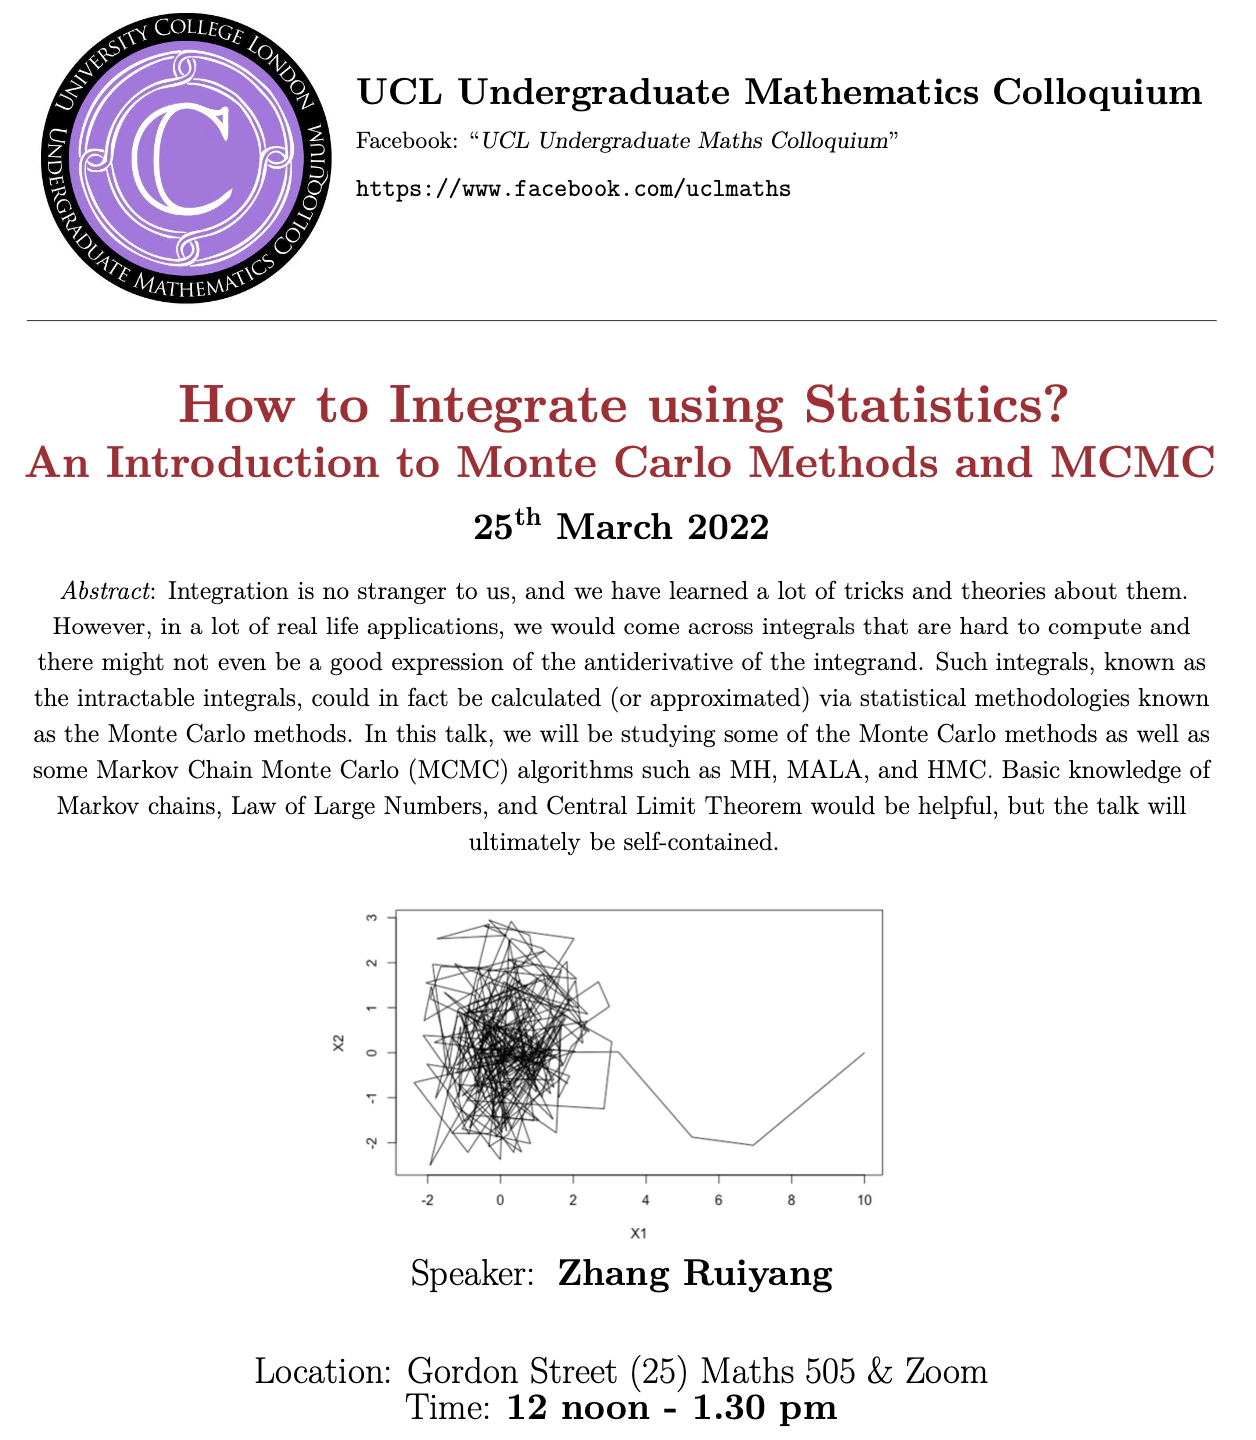 UNIVERSITY COLLEGE LONDON
UNDERGRADUATE MATHEMATICS COLLOQUIUM
C
UCL Undergraduate Mathematics Colloquium
Facebook: “UCL Undergraduate Maths Colloquium”
https://www.facebook.com/uclmaths
How to Integrate using Statistics?
An Introduction to Monte Carlo Methods and MCMC
25th March 2022
Abstract: Integration is no stranger to us, and we have learned a lot of tricks and theories about them.
However, in a lot of real life applications, we would come across integrals that are hard to compute and
there might not even be a good expression of the antiderivative of the integrand. Such integrals, known as
the intractable integrals, could in fact be calculated (or approximated) via statistical methodologies known
as the Monte Carlo methods. In this talk, we will be studying some of the Monte Carlo methods as well as
some Markov Chain Monte Carlo (MCMC) algorithms such as MH, MALA, and HMC. Basic knowledge of
Markov chains, Law of Large Numbers, and Central Limit Theorem would be helpful, but the talk will
ultimately be self-contained.
3
2
1
0
-1
-2
X2
-2 0 2 4 6 8 10
X1
Speaker: Zhang Ruiyang
Location: Gordon Street (25) Maths 505 & Zoom
Time: 12 noon - 1.30 pm